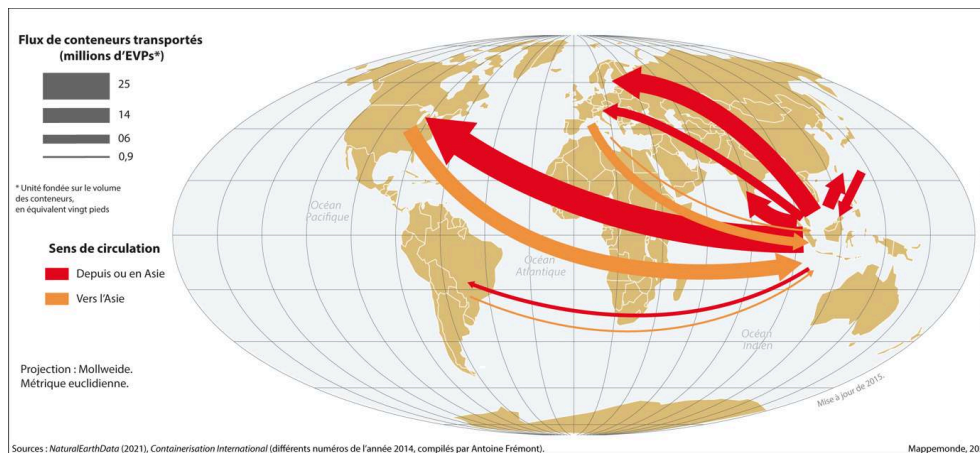 Flux de conteneurs transportés
(millions d'EVPs*)
25
14
06
0,9
* Unité fondée sur le volume
des conteneurs,
en équivalent vingt pieds
Sens de circulation
Depuis ou en Asie
Vers l'Asie
Projection : Mollweide.
Métrique euclidienne.
Océan
Pacifique
Océan
Atlantique
Océan
Indien
Mise à jour de 2015.
Sources : NaturalEarthData (2021), Containerisation International (différents numéros de l'année 2014, compilés par Antoine Frémont).
Mappemonde, 20